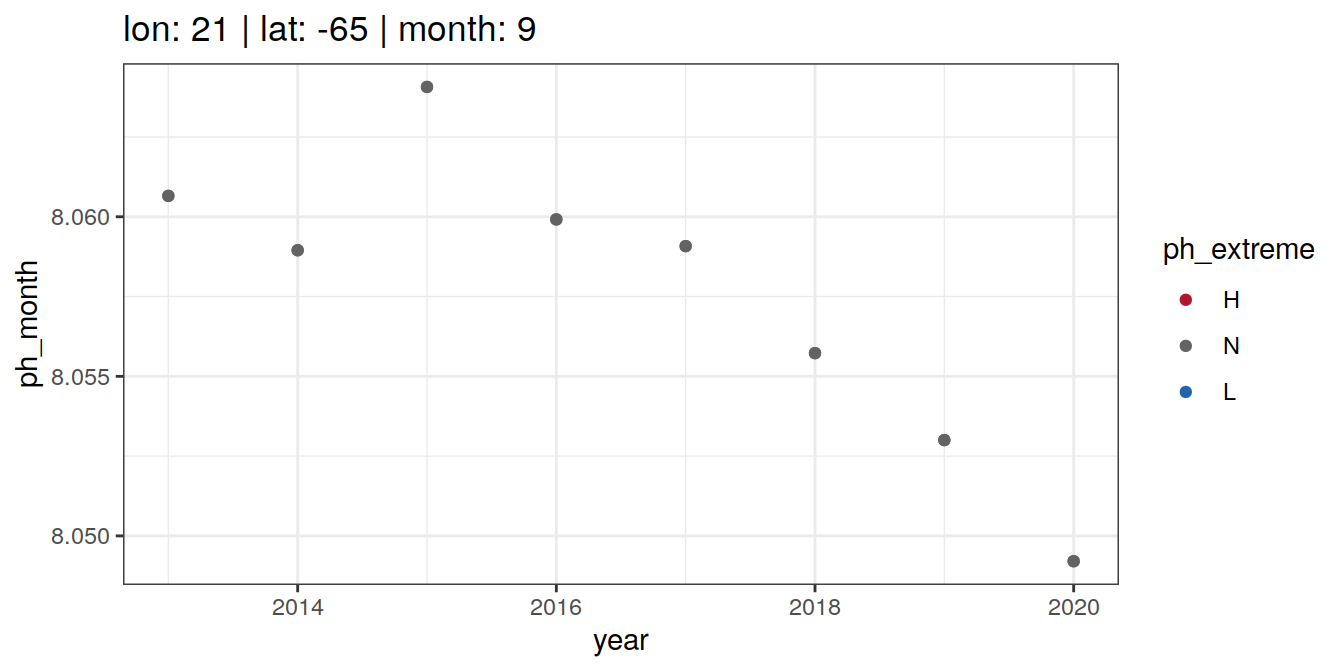 lon: 21 | lat: -65 | month: 9
ph_month
8.060
8.055
8.050
2014 2016 2018 2020
year
ph_extreme
H
N
L